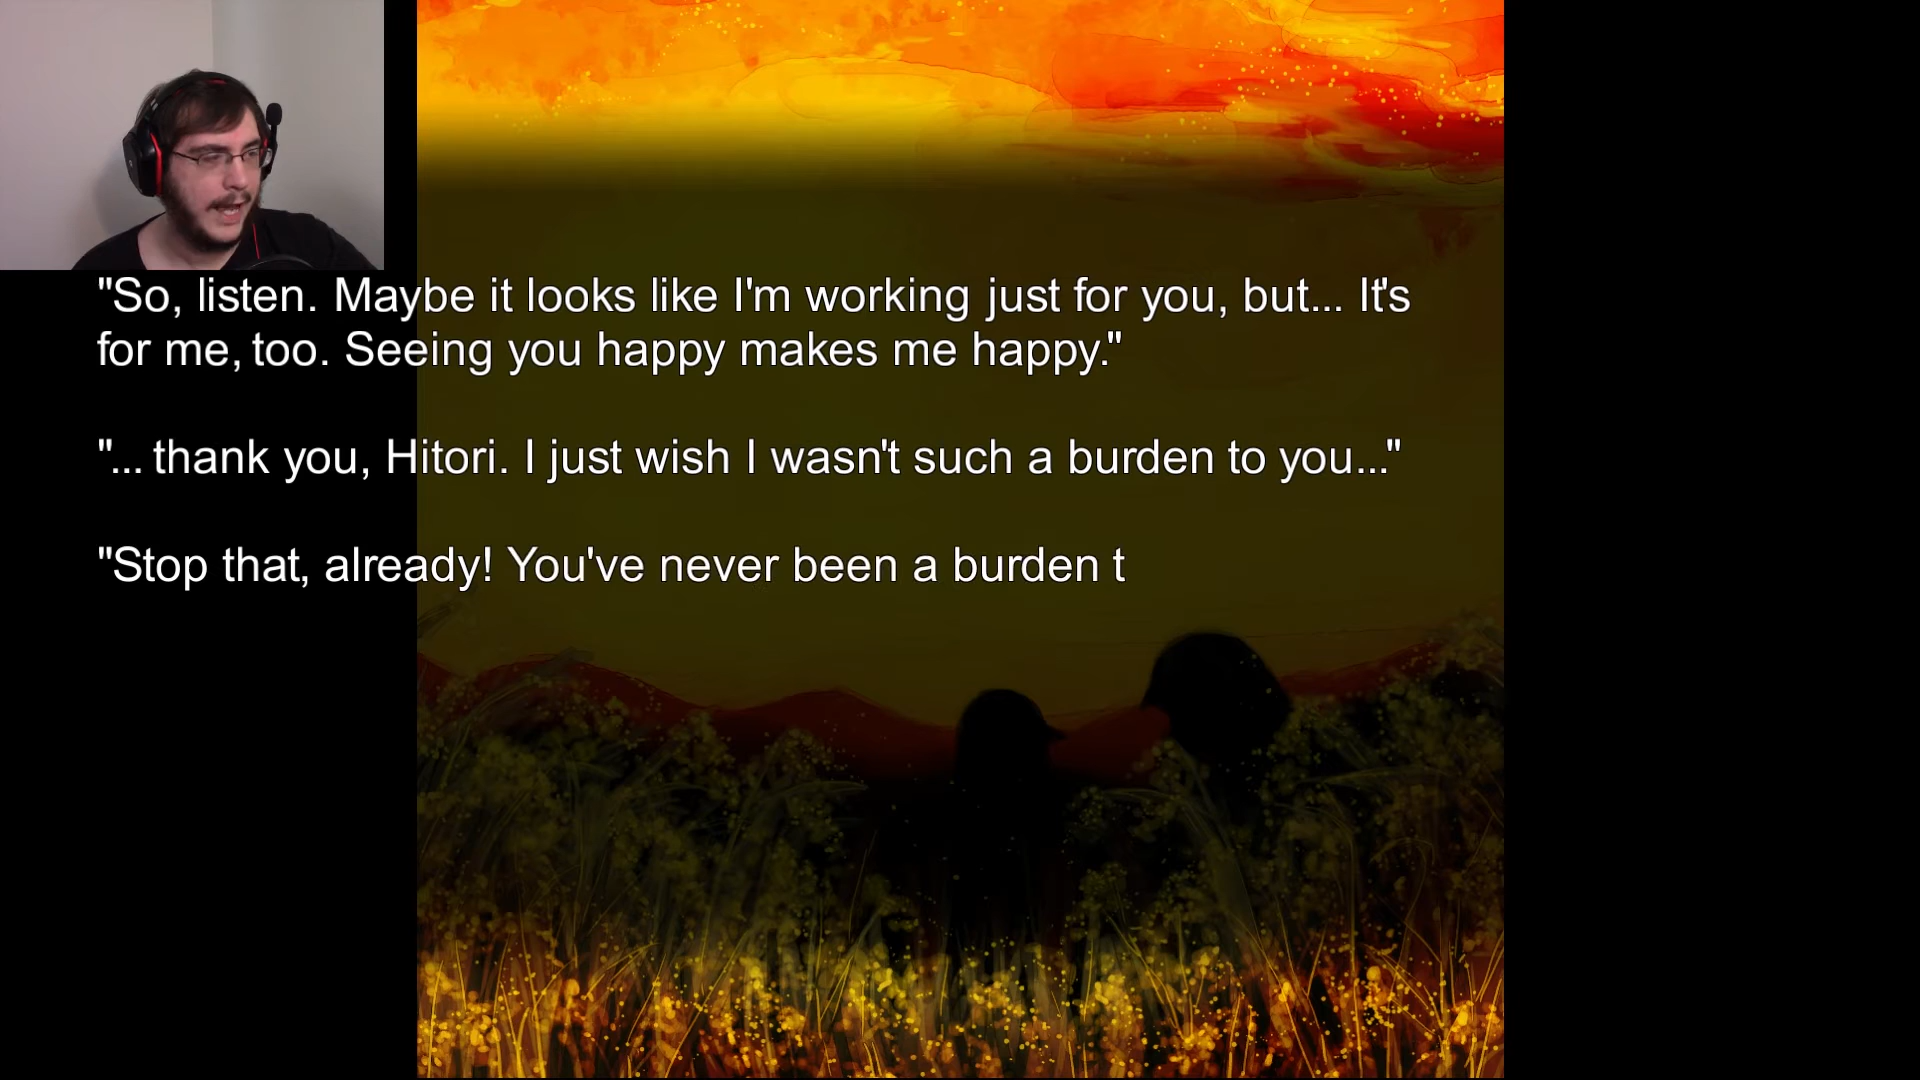 "So, listen. Maybe it looks like I'm working just for you, but... It's
for me, too. Seeing you happy makes me happy."
"... thank you, Hitori. I just wish I wasn't such a burden to you..."
"Stop that, already! You've never been a burden t